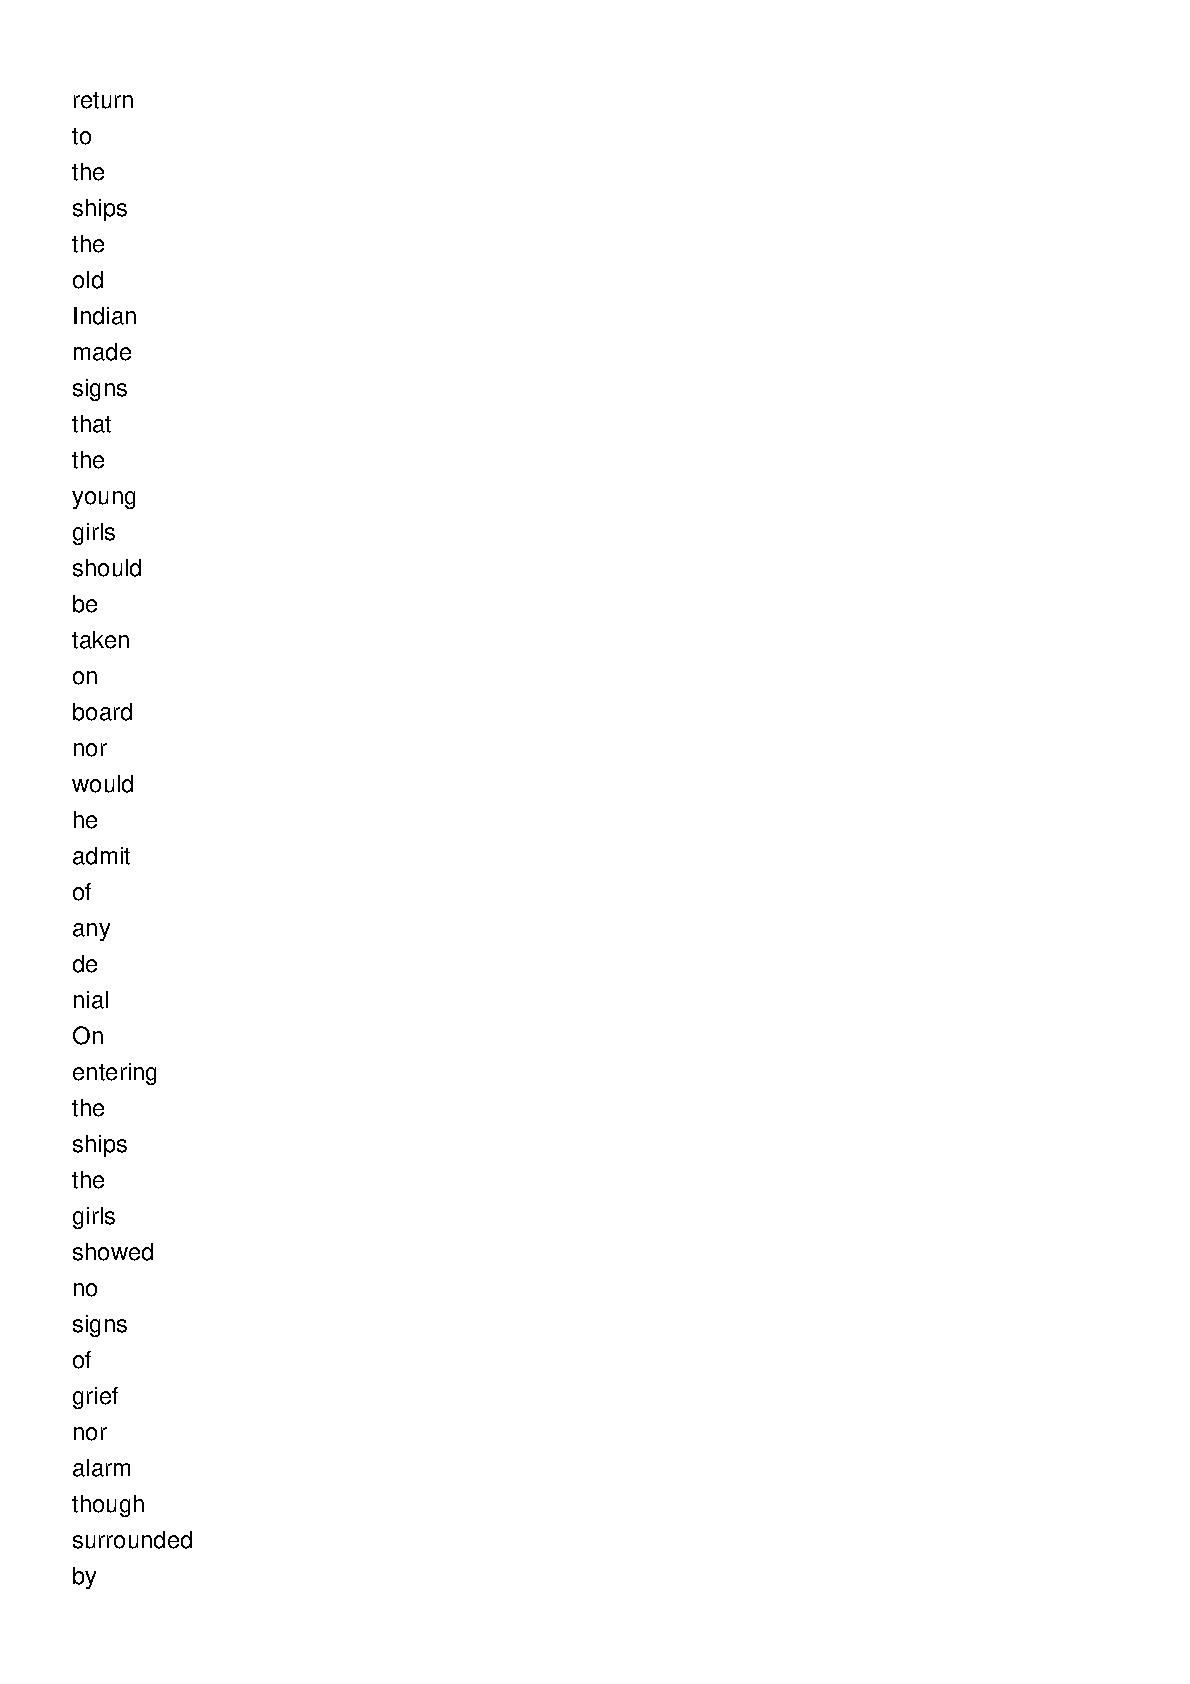 return
to
the
ships
the
old
Indian
made
signs
that
the
young
girls
should
be
taken
on
board
nor
would
he
admit
of
any
de
nial
On
entering
the
ships
the
girls
showed
no
signs
of
grief
nor
alarm
though
surrounded
by